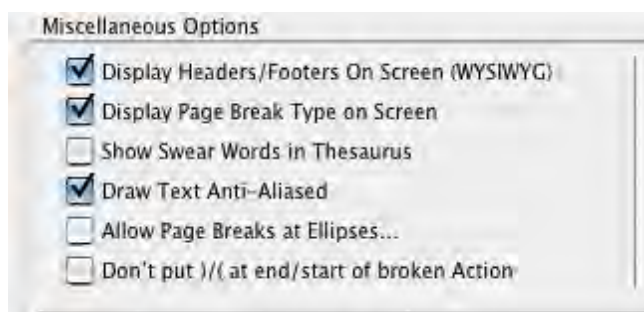 Miscellaneous Options
Display Headers/Footers On Screen (WYSIWYG)
Display Page Break Type on Screen
Show Swear Words in Thesaurus
Draw Text Anti-Aliased
Allow Page Breaks at Ellipses...
Don't put )/( at end/start of broken Action